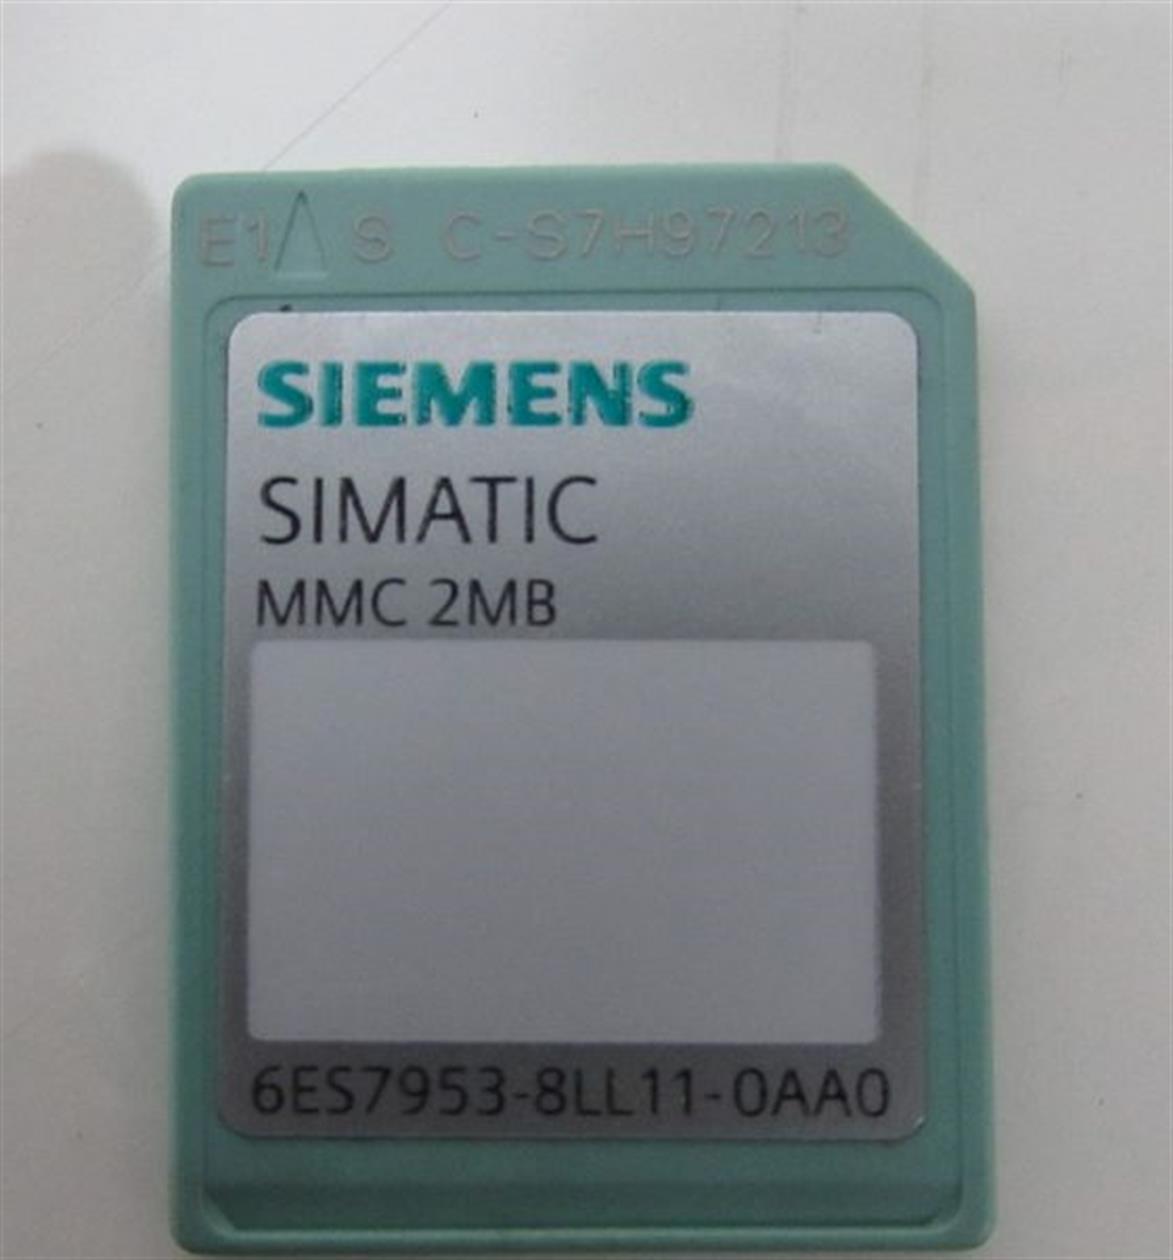 E1 S C-S7H97213
SIEMENS
SIMATIC
MMC 2MB
6ES7953-8LL11-0AA0